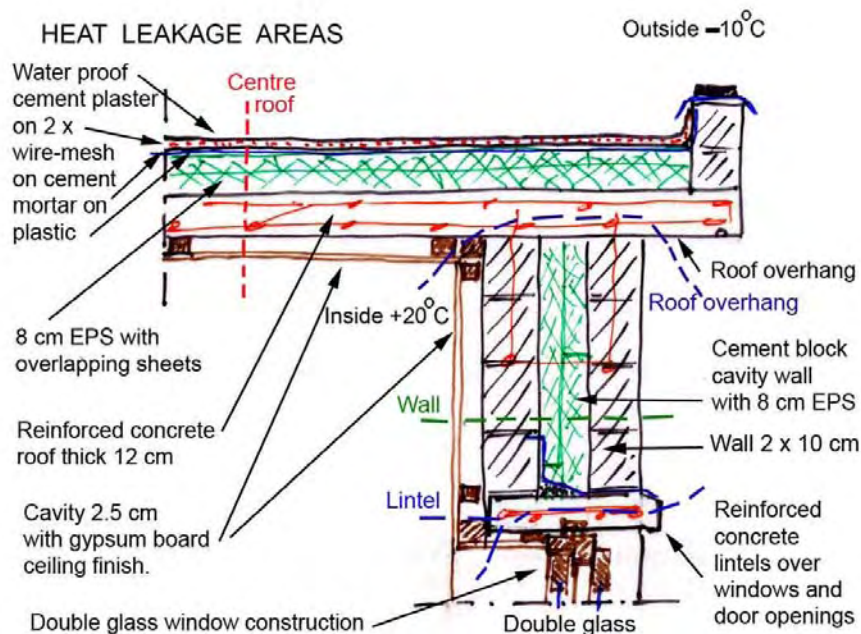 HEAT LEAKAGE AREAS
Outside –10°C
Water proof
cement plaster
on 2 x
wire-mesh
on cement
mortar on
plastic
Centre
roof
Roof overhang
Roof overhang
Inside +20°C
8 cm EPS with
overlapping sheets
Cement block
cavity wall
with 8 cm EPS
Wall
Reinforced concrete
roof thick 12 cm
Wall 2 x 10 cm
Lintel
Cavity 2.5 cm
with gypsum board
ceiling finish.
Reinforced
concrete
lintels over
windows and
door openings
Double glass window construction
Double glass